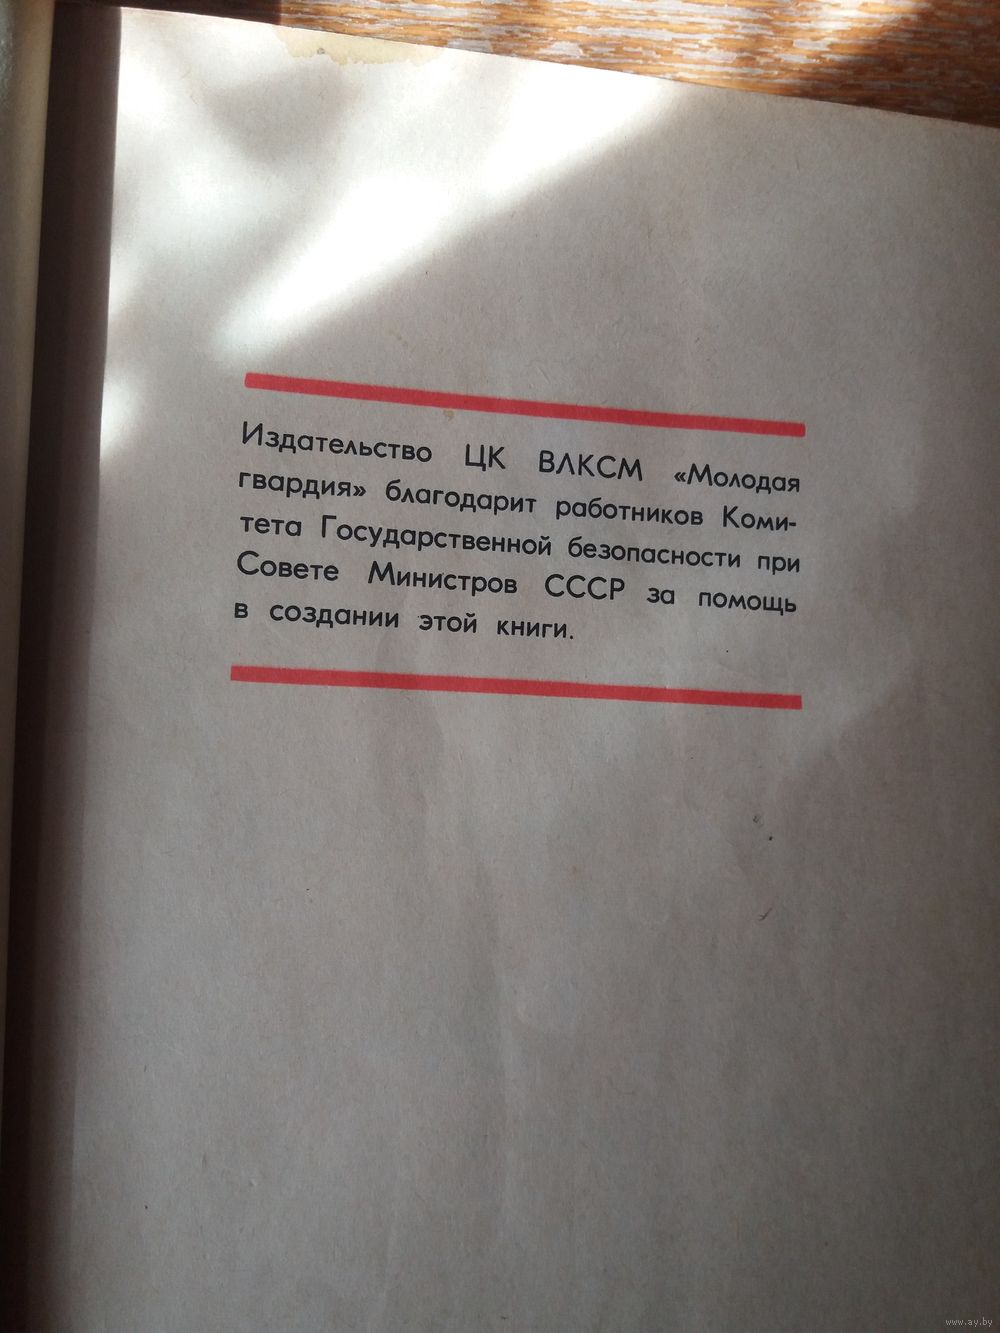 Издательство ЦК ВЛКСМ «Молодая
гвардия» благодарит работников Коми-
тета Государственной безопасности при
Совете Министров СССР за помощь
в создании этой книги.
www.ay.by